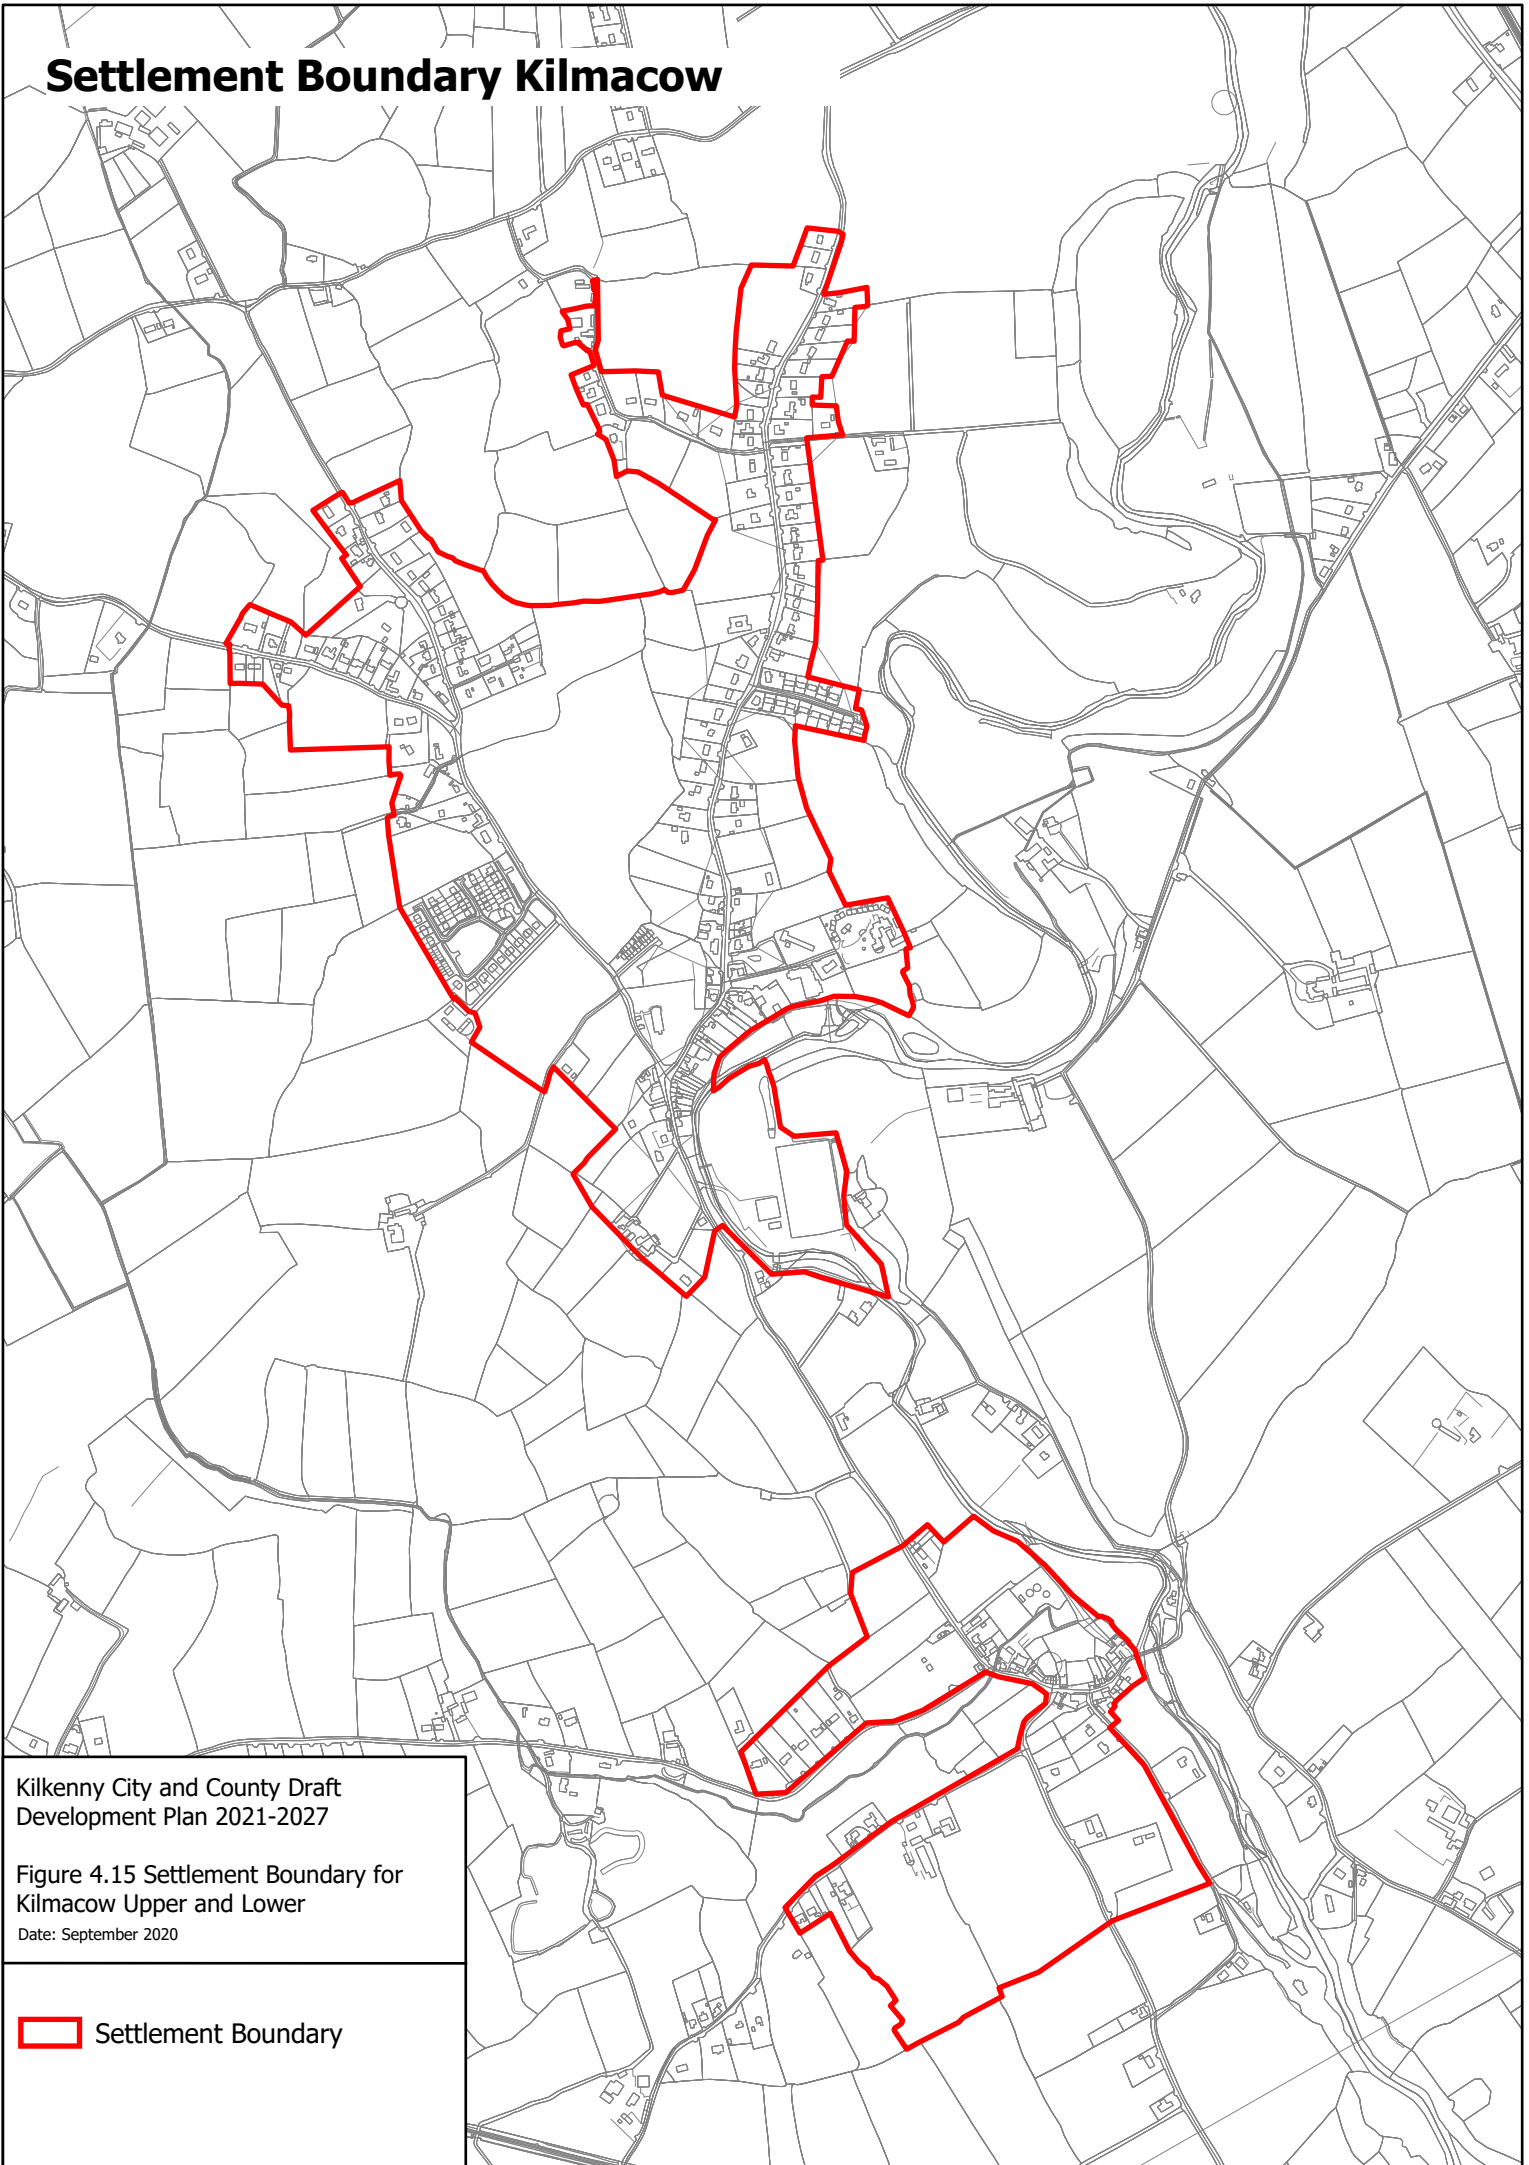 Settlement Boundary Kilmacow
Kilkenny City and County Draft
Development Plan 2021-2027
Figure 4.15 Settlement Boundary for
Kilmacow Upper and Lower
Date: September 2020
Settlement Boundary